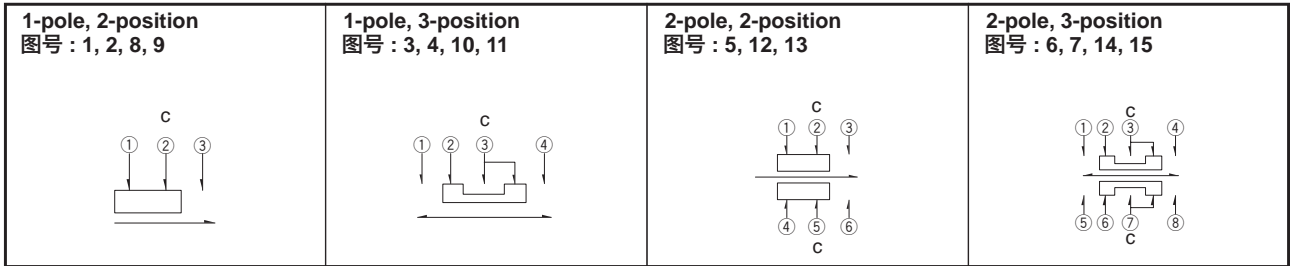 1-pole, 2-position
图号 : 1, 2, 8, 9
C
① ② ③
1-pole, 3-position
图号 : 3, 4, 10, 11
C
① ② ③ ④
2-pole, 2-position
图号 : 5, 12, 13
C
① ② ③
④ ⑤ ⑥
C
2-pole, 3-position
图号 : 6, 7, 14, 15
C
① ② ③ ④
⑤ ⑥ ⑦ ⑧
C